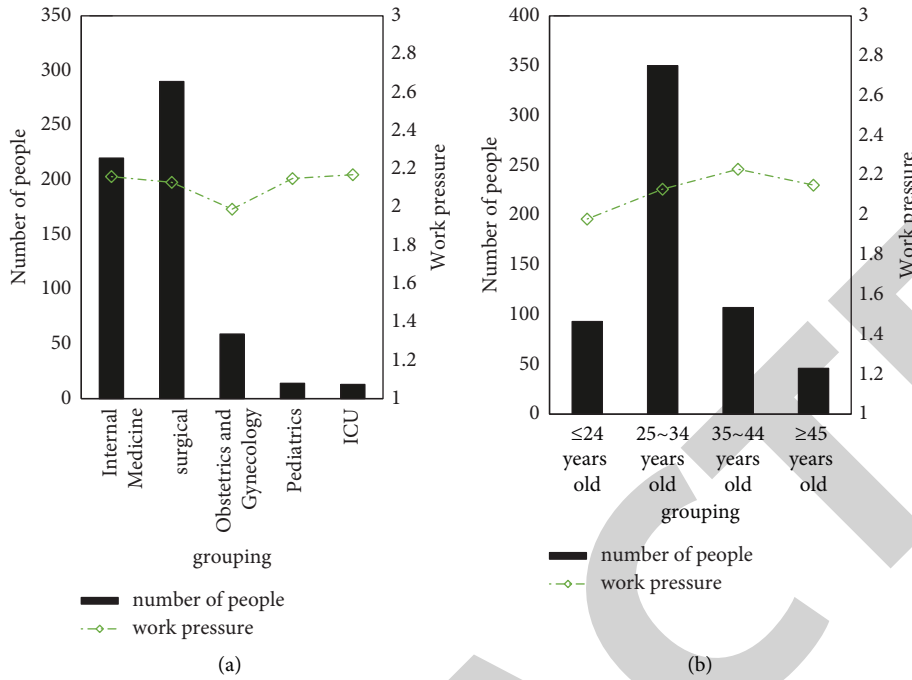 350
300
250
200
150
100
50
0
Number of people
3
2.8
2.6
2.4
2.2
2
1.8
1.6
1.4
1.2
1
Work pressure
Internal
Medicine
surgical
Obstetrics and
Gynecology
Pediatrics
ICU
grouping
number of people
work pressure
(a)
400
350
300
250
200
150
100
50
0
Number of people
3
2.8
2.6
2.4
2.2
2
1.8
1.6
1.4
1.2
1
Work pressure
≤24
years
old
25~34
years
old
35~44
years
old
≥45
years
old
grouping
number of people
work pressure
(b)